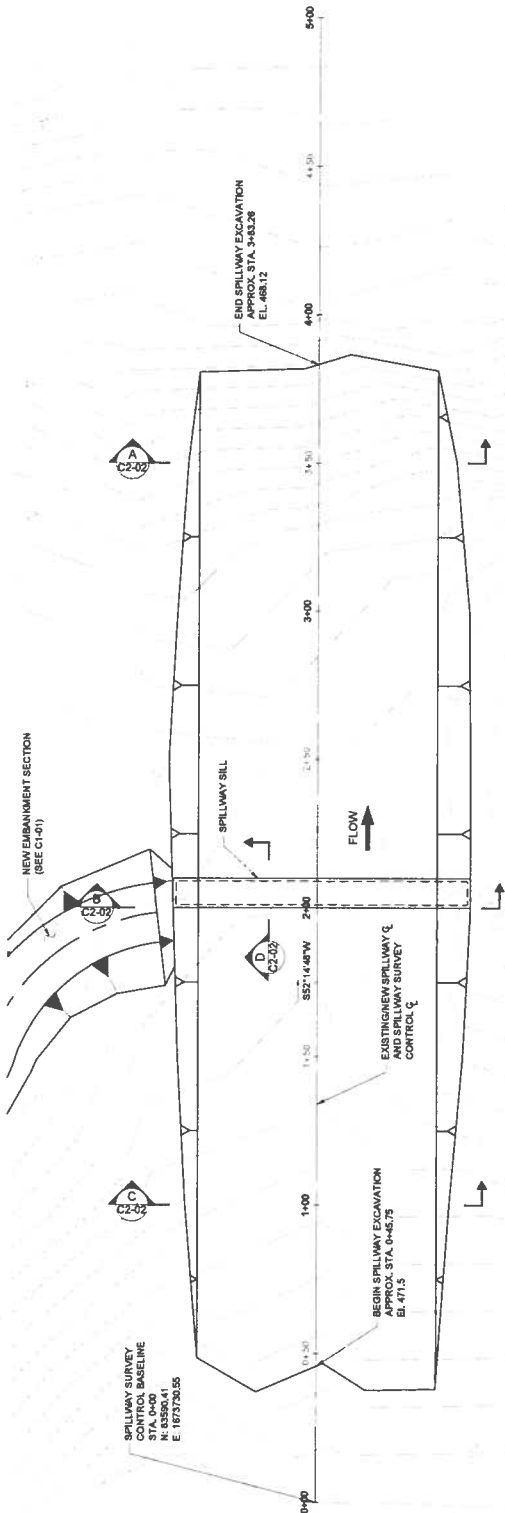 SPILLWAY SURVEY
CONTROL BASELINE
STA. 0+00
N: 83590.41
E: 1673730.55
C
C2-02
NEW EMBANKMENT SECTION
(SEE C1-01)
B
C2-02
A
C2-02
SPILLWAY SILL
D
C2-02
END SPILLWAY EXCAVATION
APPROX. STA. 3+83.26
EL. 468.12
FLOW
S52°14'48"W
0+00
0+50
1+00
1+50
2+00
2+50
3+00
3+50
4+00
4+50
5+00
BEGIN SPILLWAY EXCAVATION
APPROX. STA. 0+45.75
El. 471.5
EXISTING/NEW SPILLWAY ℄
AND SPILLWAY SURVEY
CONTROL ℄